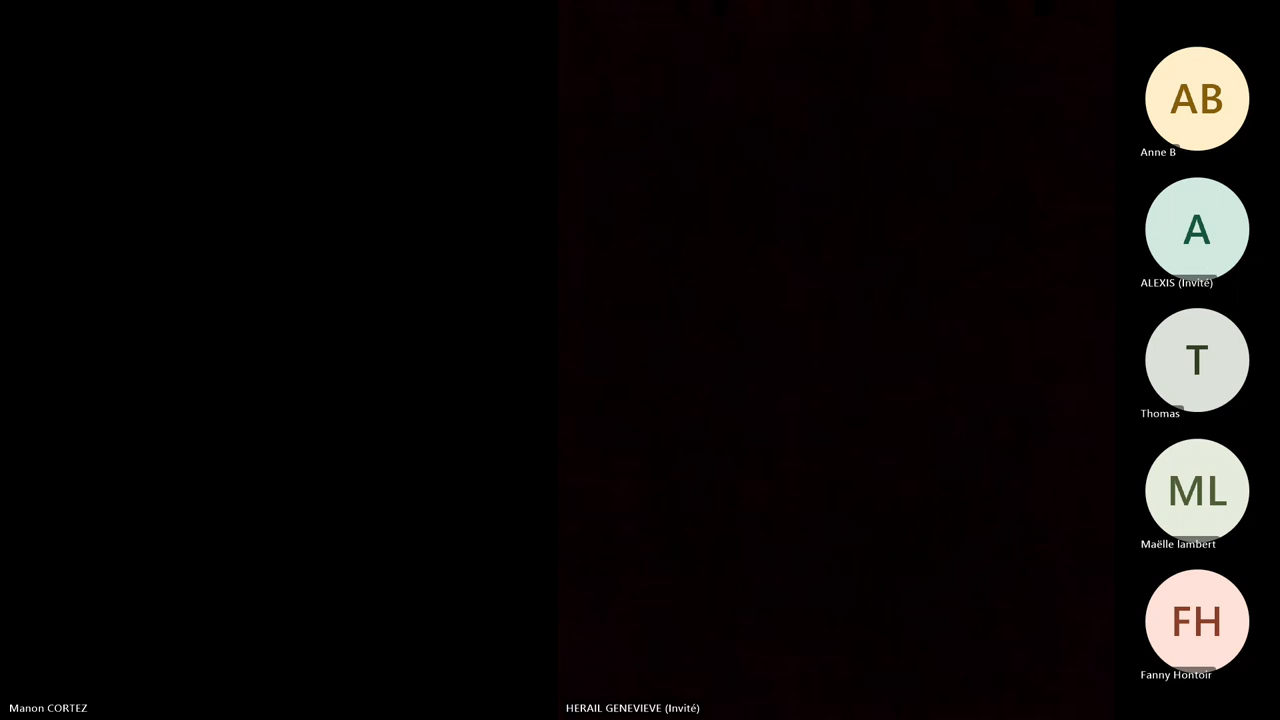 AB
Anne B
A
ALEXIS (Invité)
T
Thomas
ML
Maëlle lambert
FH
Fanny Hontoir
Manon CORTEZ
HERAIL GENEVIEVE (Invité)